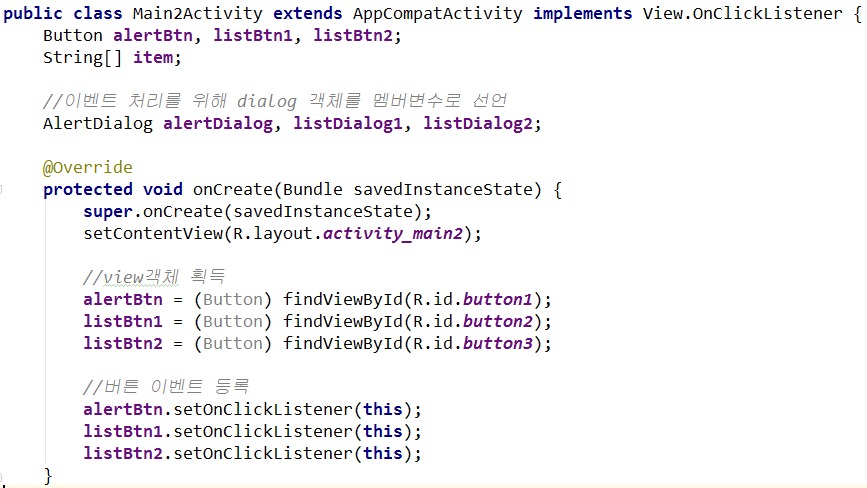 public class Main2Activity extends AppCompatActivity implements View.OnClickListener {
Button alertBtn, listBtn1, listBtn2;
String[] item;
//이벤트 처리를 위해 dialog 객체를 멤버변수로 선언
AlertDialog alertDialog, listDialog1, listDialog2;
@Override
protected void onCreate(Bundle savedInstanceState) {
super.onCreate(savedInstanceState);
setContentView(R.layout.activity_main2);
//view객체 획득
alertBtn = (Button) findViewById(R.id.button1);
listBtn1 = (Button) findViewById(R.id.button2);
listBtn2 = (Button) findViewById(R.id.button3);
//버튼 이벤트 등록
alertBtn.setOnClickListener(this);
listBtn1.setOnClickListener(this);
listBtn2.setOnClickListener(this);
}